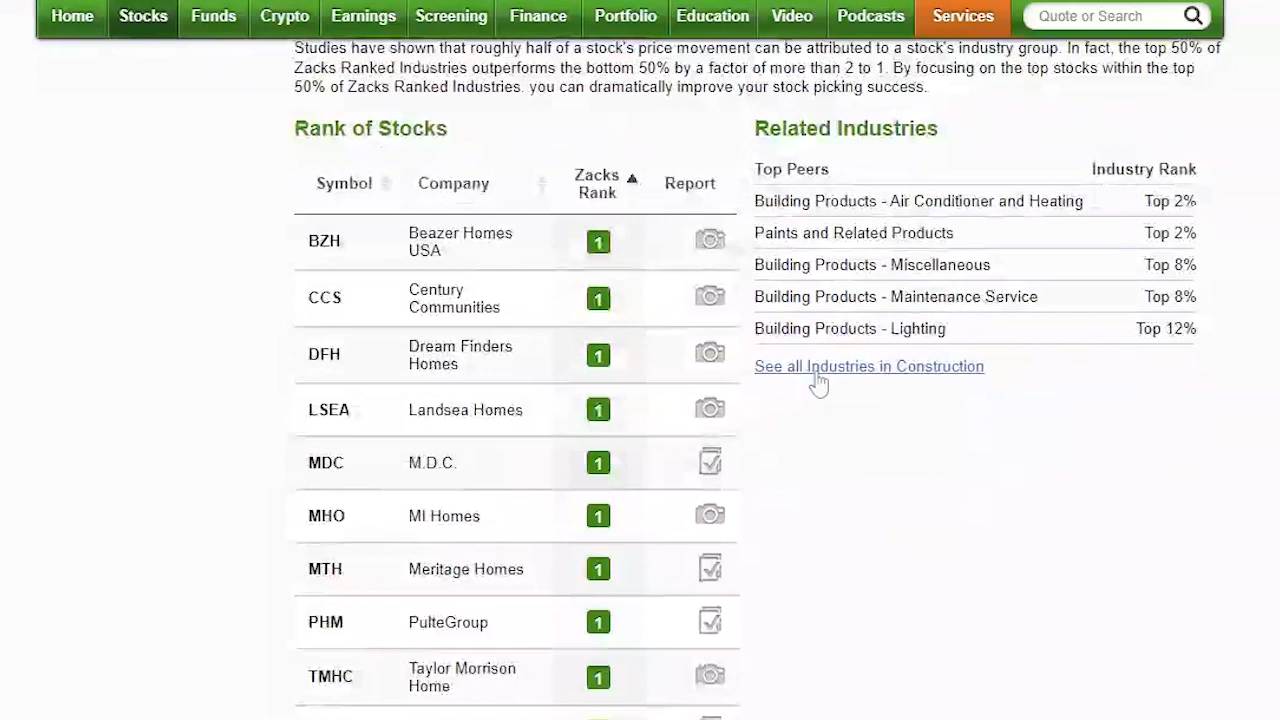 Home Stocks Funds Crypto Earnings Screening Finance Portfolio Education Video Podcasts Services Quote or Search
Studies have shown that roughly half of a stock's price movement can be attributed to a stock's industry group. In fact, the top 50% of
Zacks Ranked Industries outperforms the bottom 50% by a factor of more than 2 to 1. By focusing on the top stocks within the top
50% of Zacks Ranked Industries. you can dramatically improve your stock picking success.
Rank of Stocks
Symbol Company Zacks Rank Report
BZH Beazer Homes USA 1
CCS Century Communities 1
DFH Dream Finders Homes 1
LSEA Landsea Homes 1
MDC M.D.C. 1
MHO MI Homes 1
MTH Meritage Homes 1
PHM PulteGroup 1
TMHC Taylor Morrison Home 1
Related Industries
Top Peers Industry Rank
Building Products - Air Conditioner and Heating Top 2%
Paints and Related Products Top 2%
Building Products - Miscellaneous Top 8%
Building Products - Maintenance Service Top 8%
Building Products - Lighting Top 12%
See all Industries in Construction